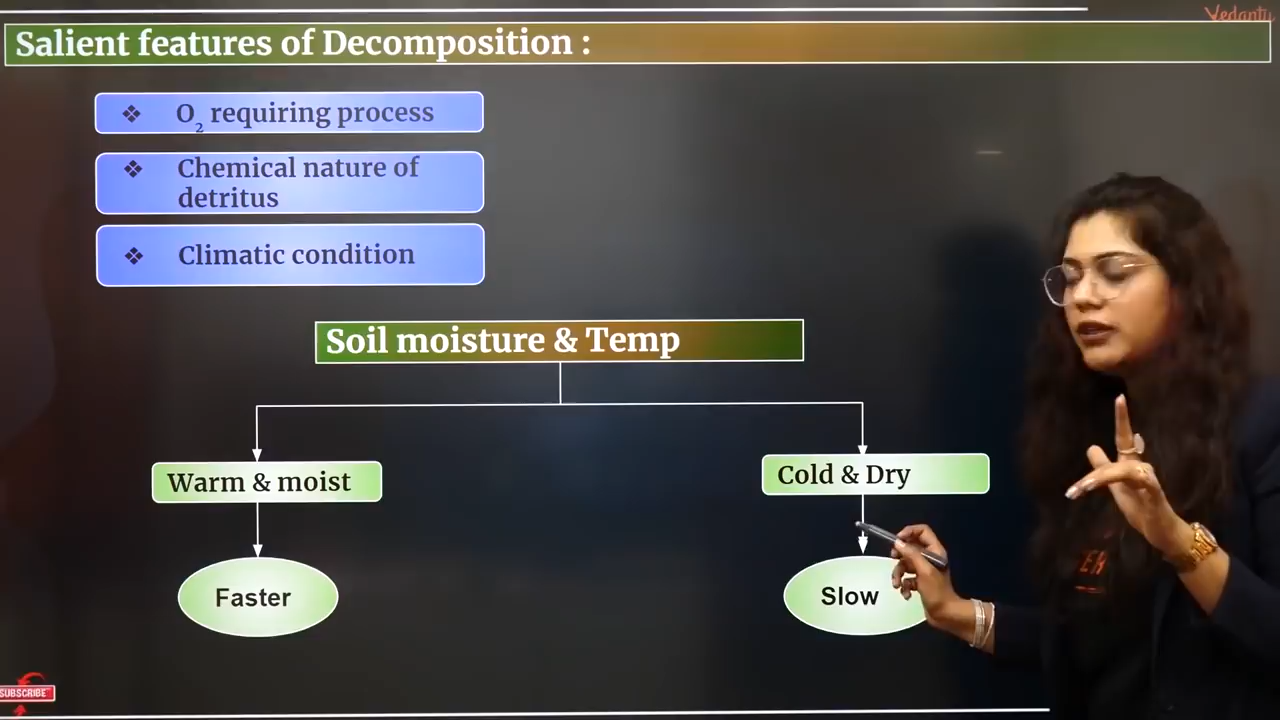 Vedantu
Salient features of Decomposition :
❖ O₂ requiring process
❖ Chemical nature of
detritus
❖ Climatic condition
Soil moisture & Temp
Warm & moist
Cold & Dry
Faster
Slow
SUBSCRIBE